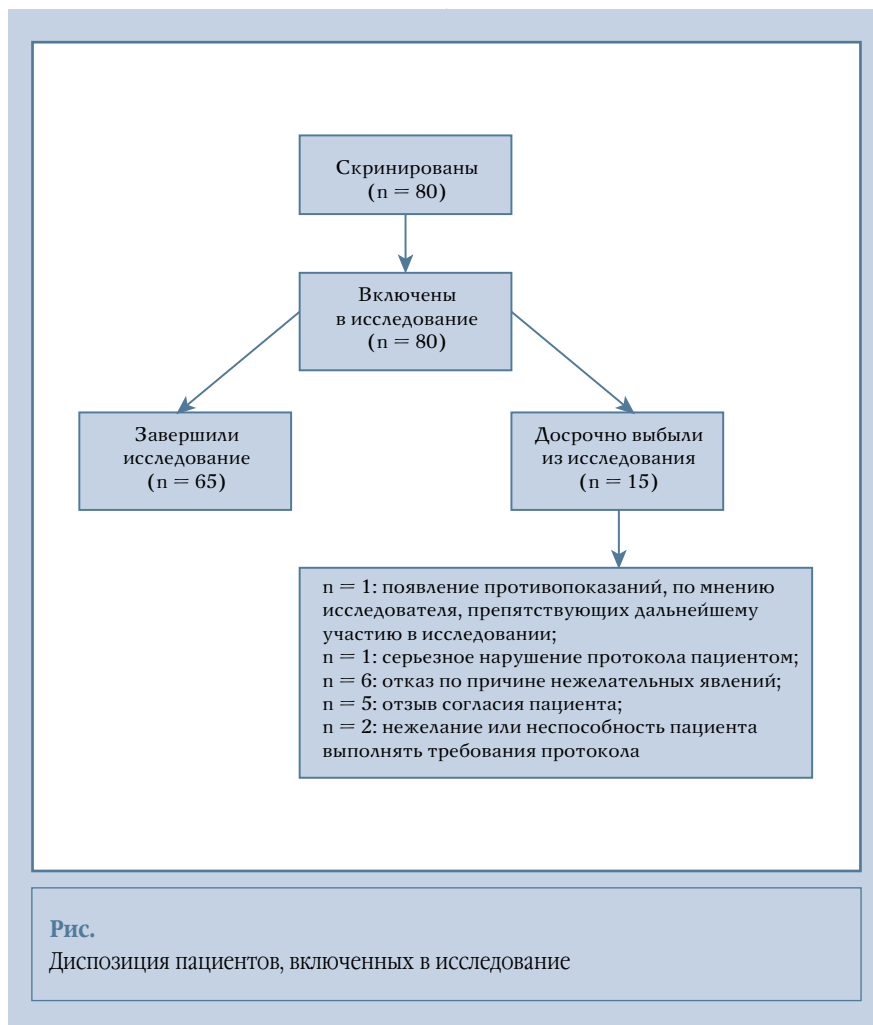 Скринированы
(n = 80)
Включены
в исследование
(n = 80)
Завершили
исследование
(n = 65)
Досрочно выбыли
из исследования
(n = 15)
n = 1: появление противопоказаний, по мнению
исследователя, препятствующих дальнейшему
участию в исследовании;
n = 1: серьезное нарушение протокола пациентом;
n = 6: отказ по причине нежелательных явлений;
n = 5: отзыв согласия пациента;
n = 2: нежелание или неспособность пациента
выполнять требования протокола
Рис.
Диспозиция пациентов, включенных в исследование